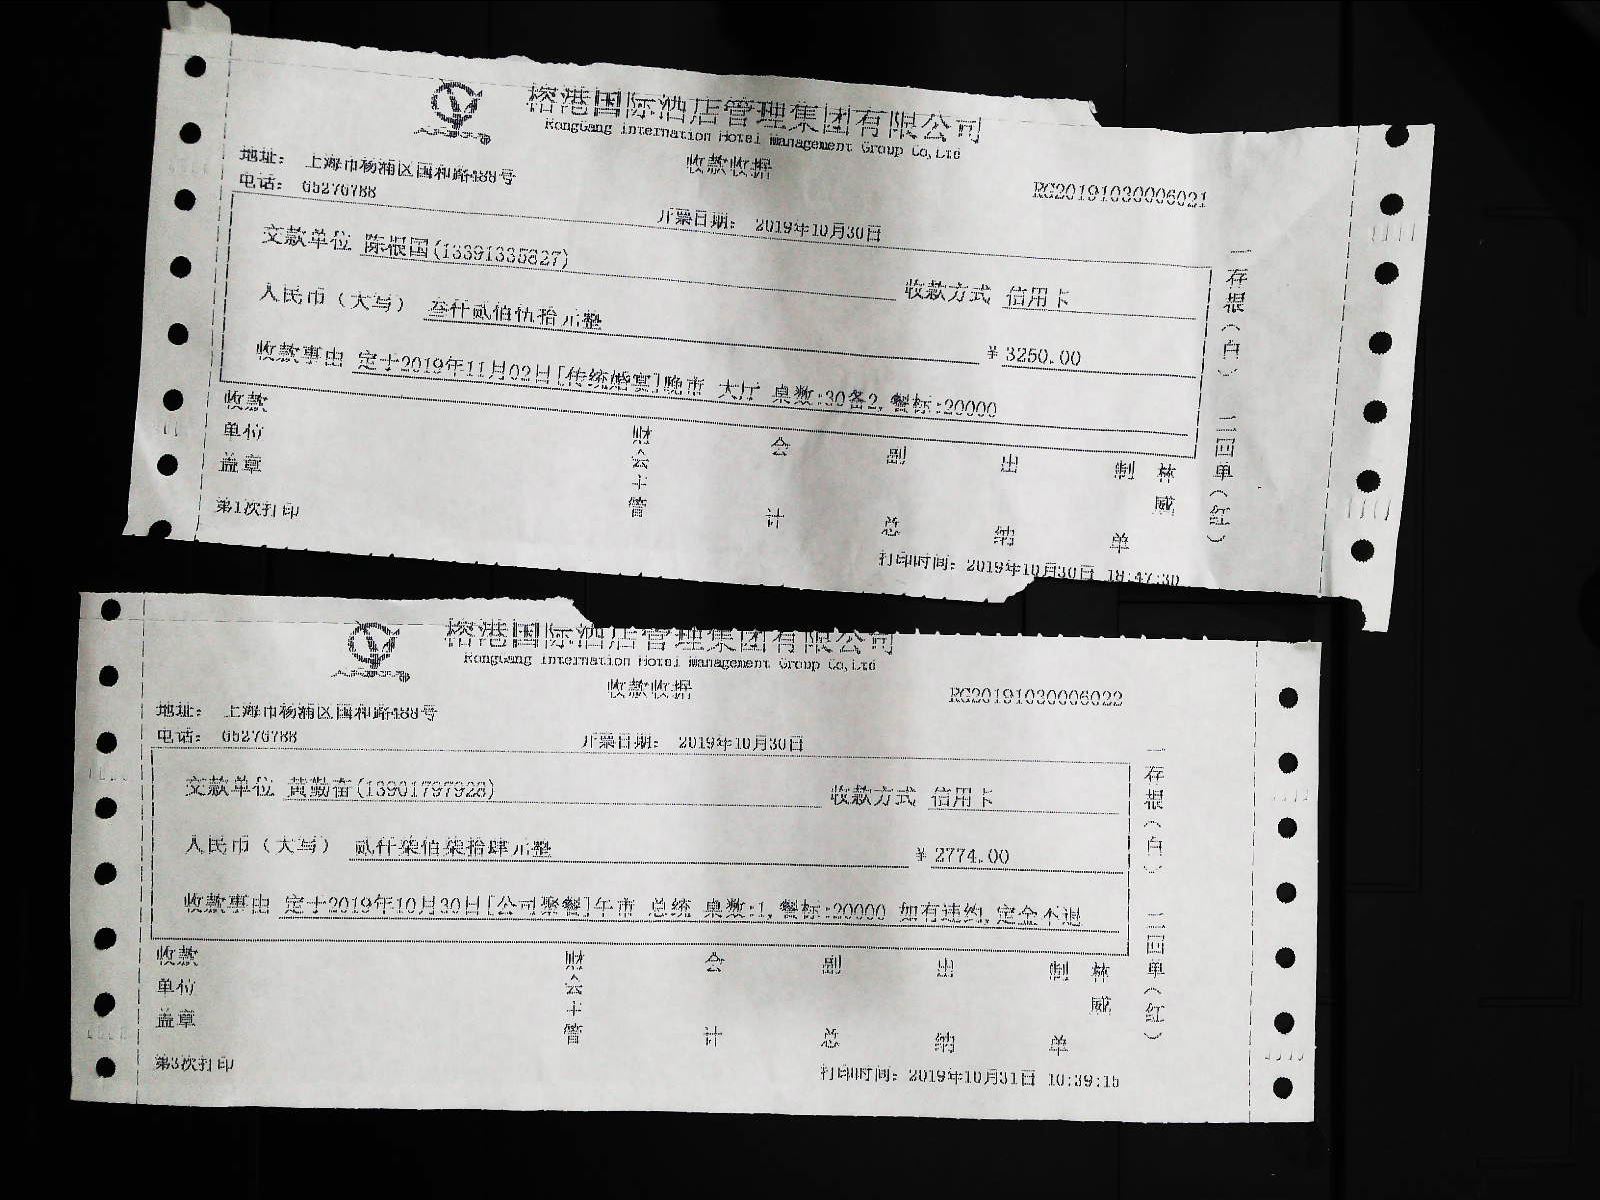 榕港国际酒店管理集团有限公司
RongGang Internation Hotel Management Group Co,Ltd
收款收据
地址： 上海市杨浦区国和路488号
RG20191030006021
电话： 65276788
开票日期： 2019年10月30日
交款单位 陈根国(13391335827) 收款方式 信用卡
人民币（大写） 叁仟贰佰伍拾元整 ¥ 3250.00
收款事由 定于2019年11月02日[传统婚宴]晚市 大厅 桌数:30备2,餐标:20000
收款单位盖章 财会主管 会计 副总 出纳 制单 林威
第1次打印
打印时间：2019年10月30日 18:47:30
一存根（白） 二回单（红）
榕港国际酒店管理集团有限公司
RongGang Internation Hotel Management Group Co,Ltd
收款收据
RG20191030006022
地址： 上海市杨浦区国和路488号
电话： 65276788
开票日期： 2019年10月30日
交款单位 黄勤奋(13901797928) 收款方式 信用卡
人民币（大写） 贰仟柒佰柒拾肆元整 ¥ 2774.00
收款事由 定于2019年10月30日[公司聚餐]午市 总统 桌数:1,餐标:20000 如有违约,定金不退
收款单位盖章 财会主管 会计 副总 出纳 制单 林威
第3次打印
打印时间：2019年10月31日 10:39:15
一存根（白） 二回单（红）